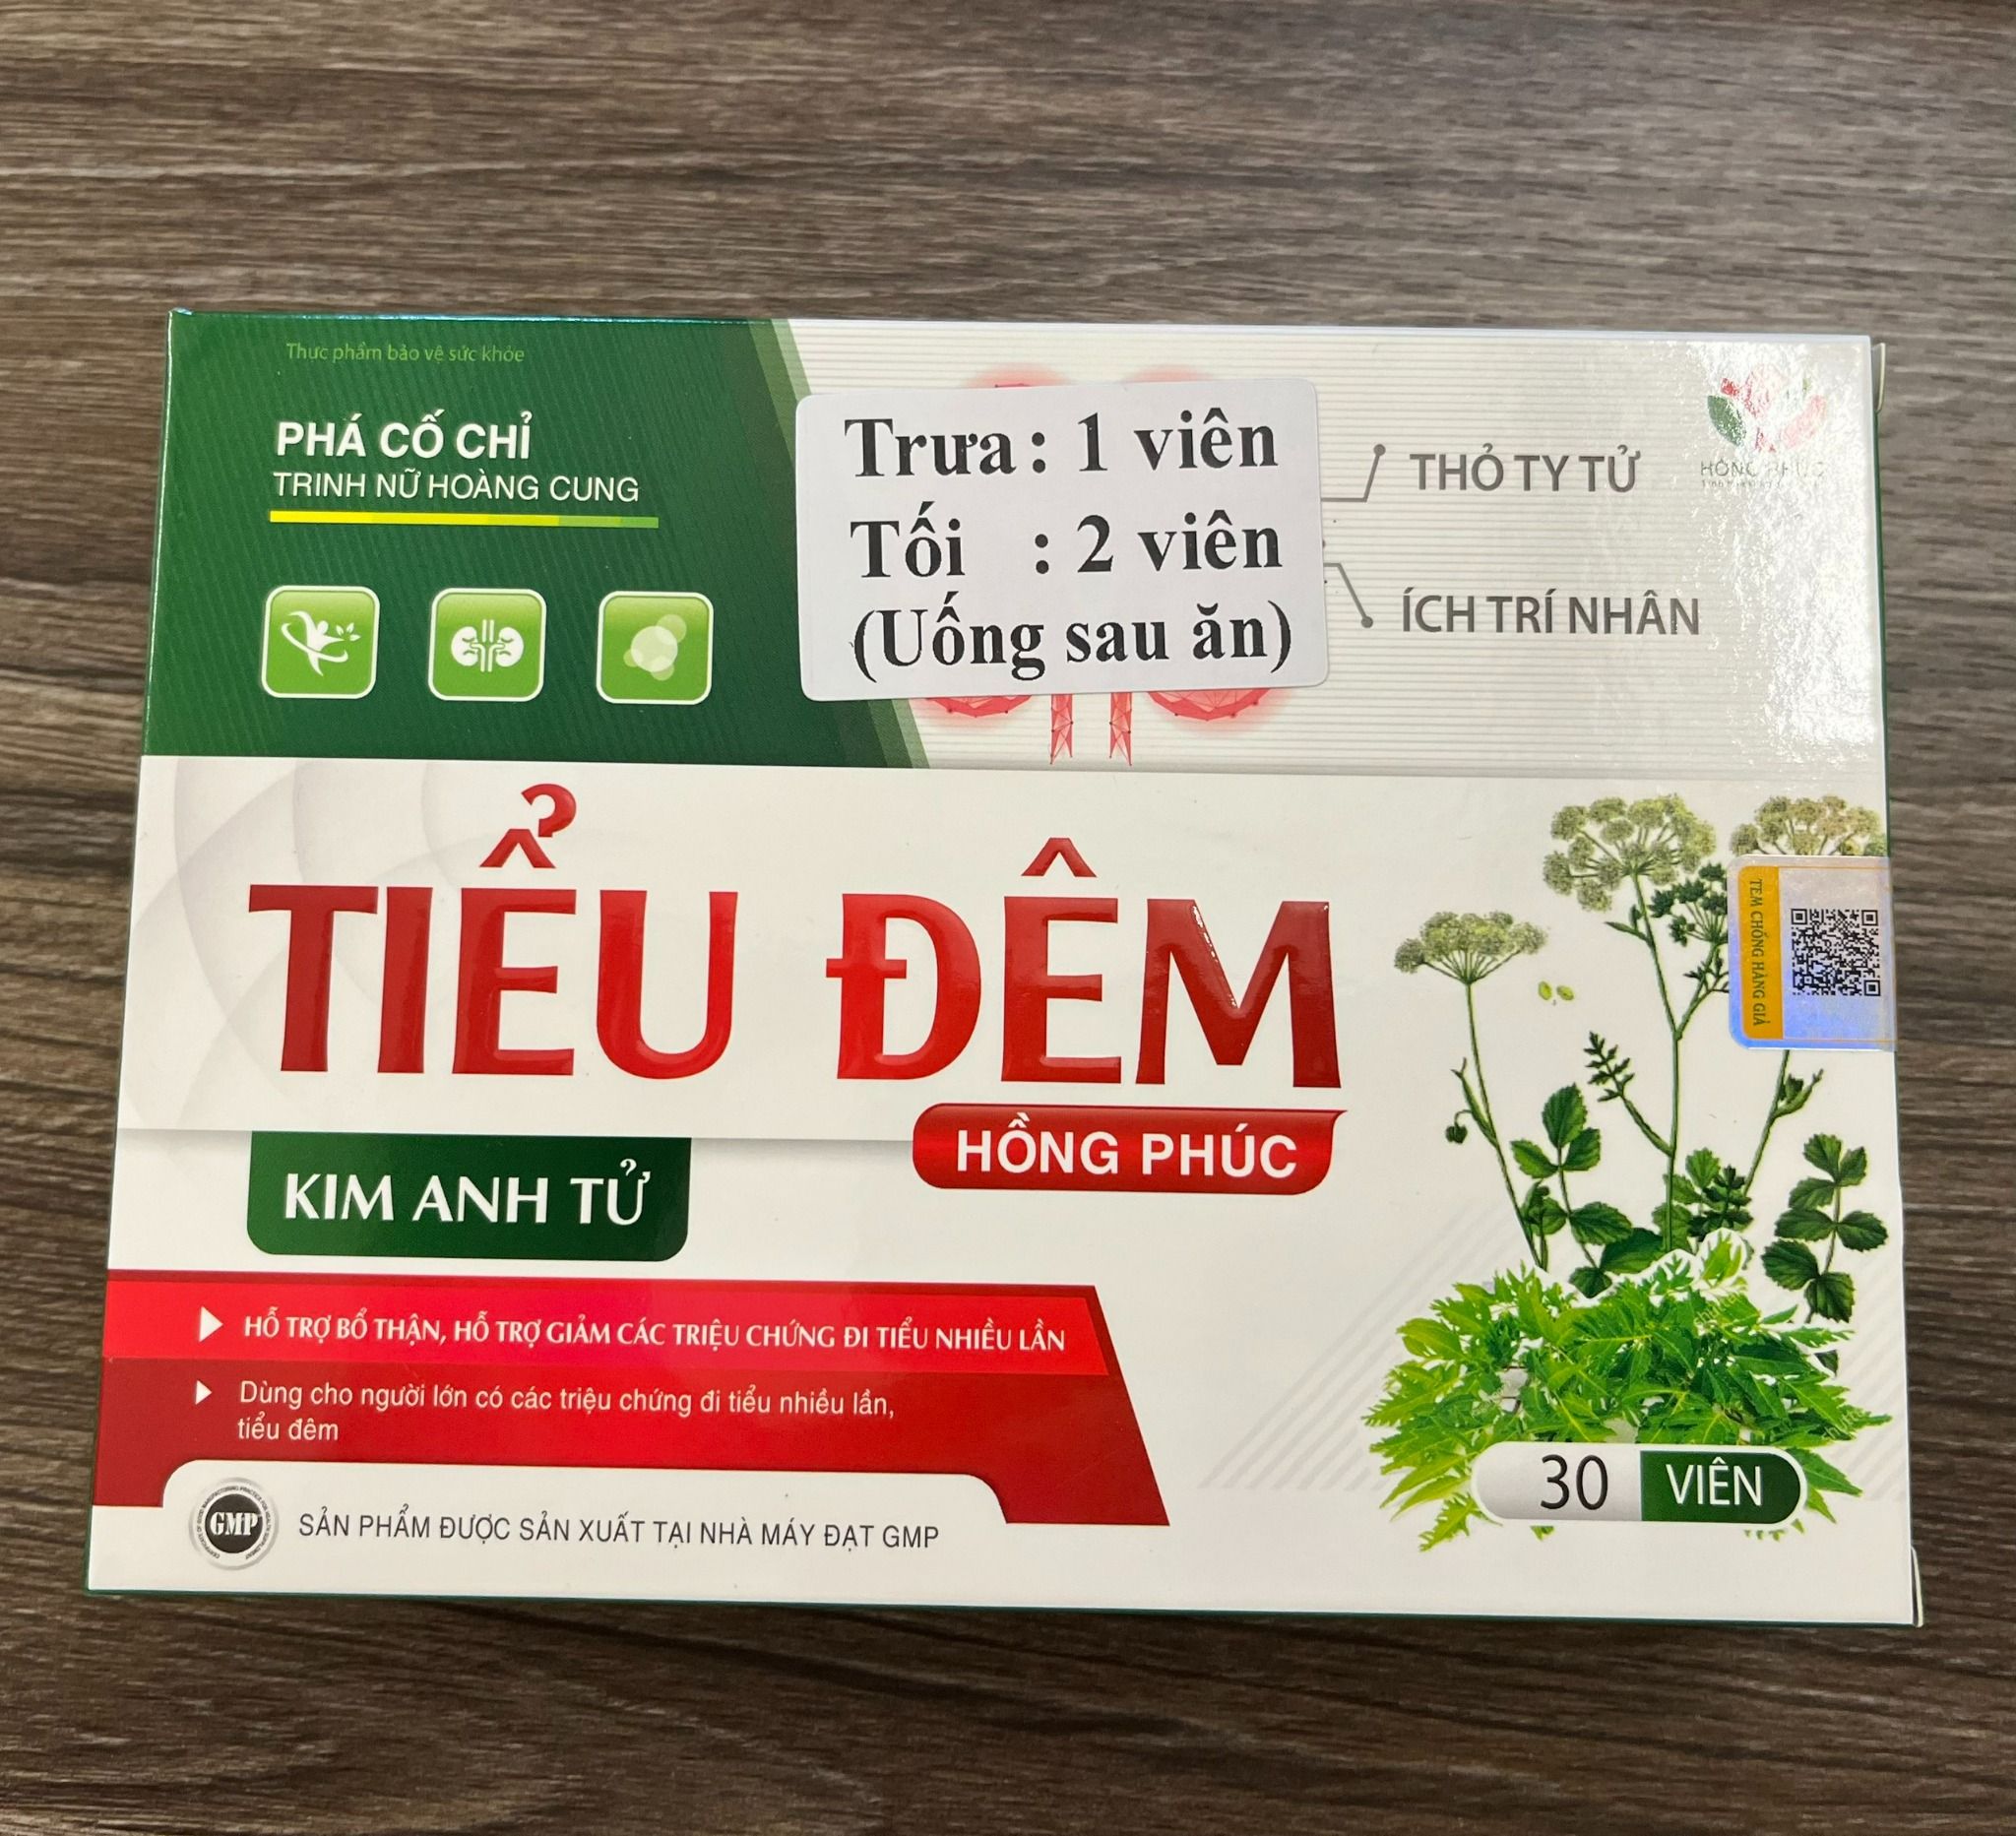 Thực phẩm bảo vệ sức khỏe
PHÁ CỐ CHỈ
TRINH NỮ HOÀNG CUNG
Trưa : 1 viên
Tối : 2 viên
(Uống sau ăn)
THỎ TY TỬ
ÍCH TRÍ NHÂN
HỒNG PHÚC
TIỂU ĐÊM
HỒNG PHÚC
KIM ANH TỬ
TEM CHỐNG HÀNG GIẢ
HỖ TRỢ BỔ THẬN, HỖ TRỢ GIẢM CÁC TRIỆU CHỨNG ĐI TIỂU NHIỀU LẦN
Dùng cho người lớn có các triệu chứng đi tiểu nhiều lần,
tiểu đêm
GMP
SẢN PHẨM ĐƯỢC SẢN XUẤT TẠI NHÀ MÁY ĐẠT GMP
30 VIÊN